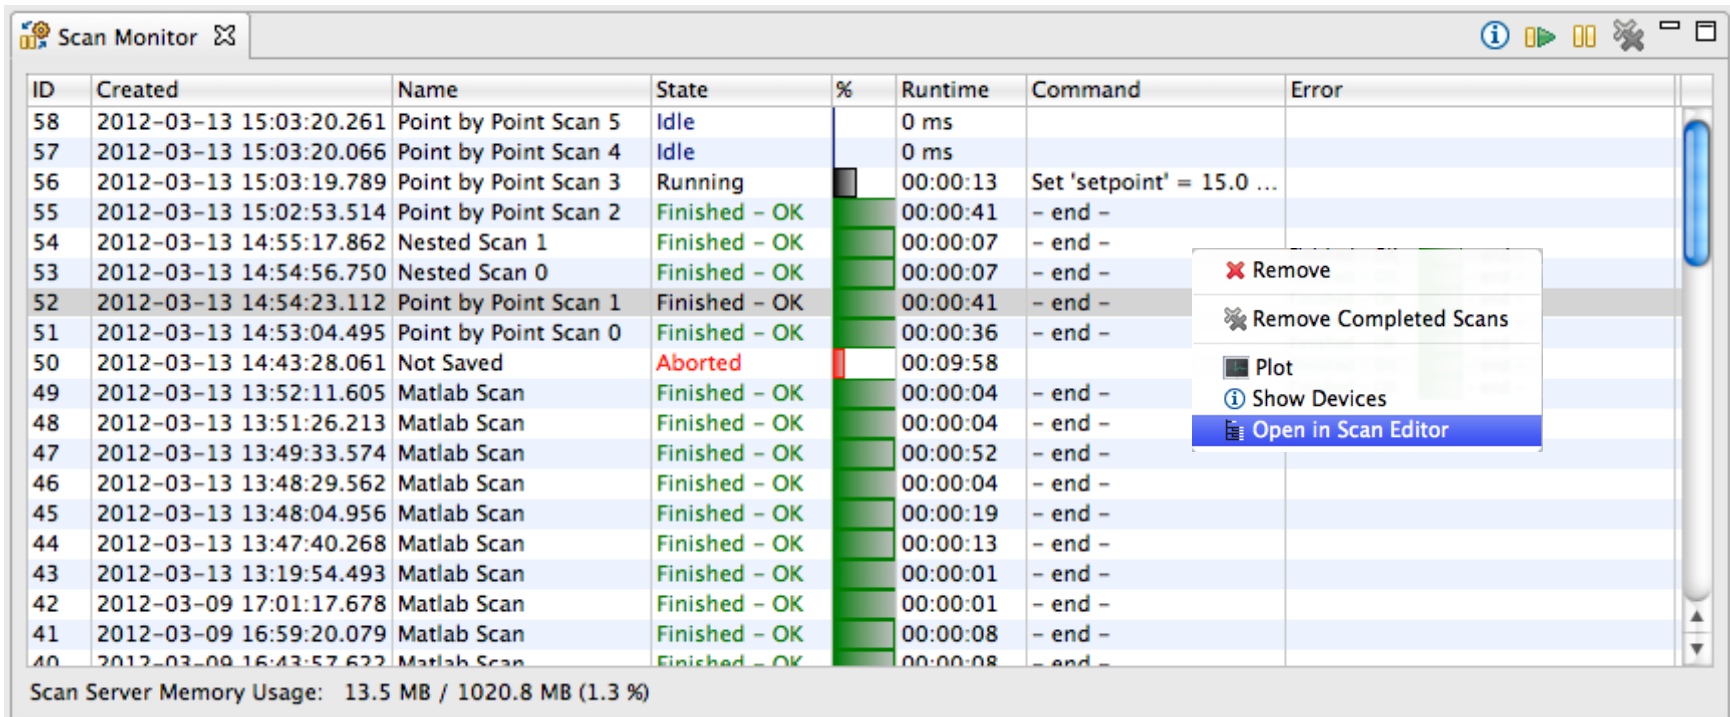 Scan Monitor
ID Created Name State % Runtime Command Error
58 2012-03-13 15:03:20.261 Point by Point Scan 5 Idle 0 ms
57 2012-03-13 15:03:20.066 Point by Point Scan 4 Idle 0 ms
56 2012-03-13 15:03:19.789 Point by Point Scan 3 Running 00:00:13 Set 'setpoint' = 15.0 ...
55 2012-03-13 15:02:53.514 Point by Point Scan 2 Finished - OK 00:00:41 - end -
54 2012-03-13 14:55:17.862 Nested Scan 1 Finished - OK 00:00:07 - end -
53 2012-03-13 14:54:56.750 Nested Scan 0 Finished - OK 00:00:07 - end -
52 2012-03-13 14:54:23.112 Point by Point Scan 1 Finished - OK 00:00:41 - end -
51 2012-03-13 14:53:04.495 Point by Point Scan 0 Finished - OK 00:00:36 - end -
50 2012-03-13 14:43:28.061 Not Saved Aborted 00:09:58
49 2012-03-13 13:52:11.605 Matlab Scan Finished - OK 00:00:04 - end -
48 2012-03-13 13:51:26.213 Matlab Scan Finished - OK 00:00:04 - end -
47 2012-03-13 13:49:33.574 Matlab Scan Finished - OK 00:00:52 - end -
46 2012-03-13 13:48:29.562 Matlab Scan Finished - OK 00:00:04 - end -
45 2012-03-13 13:48:04.956 Matlab Scan Finished - OK 00:00:19 - end -
44 2012-03-13 13:47:40.268 Matlab Scan Finished - OK 00:00:13 - end -
43 2012-03-13 13:19:54.493 Matlab Scan Finished - OK 00:00:01 - end -
42 2012-03-09 17:01:17.678 Matlab Scan Finished - OK 00:00:01 - end -
41 2012-03-09 16:59:20.079 Matlab Scan Finished - OK 00:00:08 - end -
40 2012-03-09 16:43:57.622 Matlab Scan Finished - OK 00:00:08 - end -
Remove
Remove Completed Scans
Plot
Show Devices
Open in Scan Editor
Scan Server Memory Usage: 13.5 MB / 1020.8 MB (1.3 %)